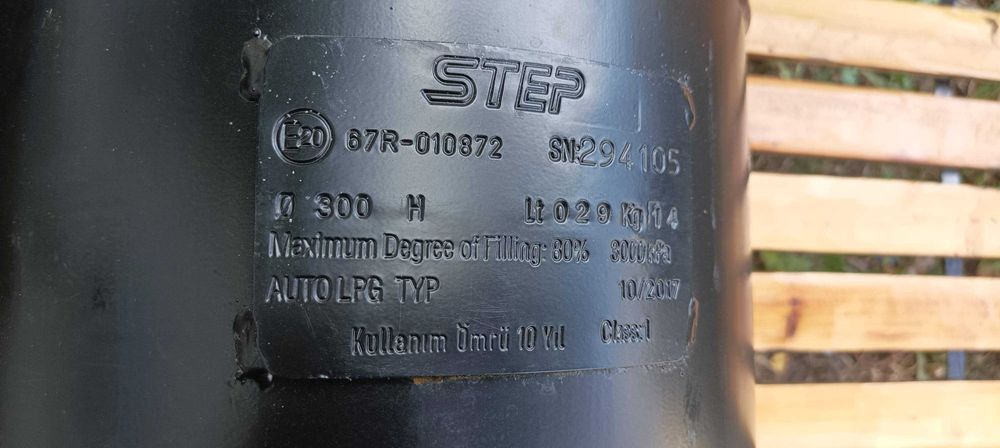 STEP
E20 67R-010872 SN:294105
Ø 300 H Lt 029 Kg 14
Maximum Degree of Filling: 80% 3000kPa
AUTO LPG TYP 10/2017
Kullanım Ömrü 10 Yıl Class:1